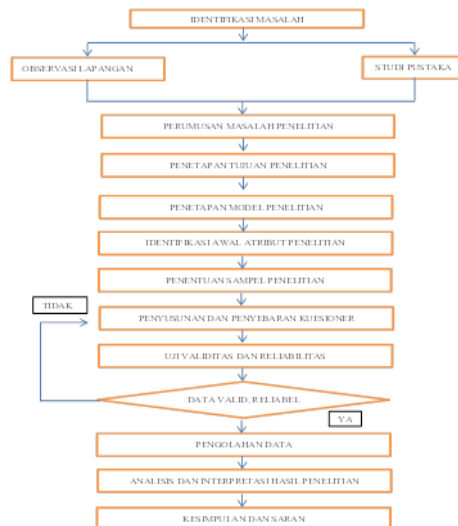 IDENTIFIKASI MASALAH
OBSERVASI LAPANGAN
STUDI PUSTAKA
PERUMUSAN MASALAH PENELITIAN
PENETAPAN TUJUAN PENELITIAN
PENETAPAN MODEL PENELITIAN
IDENTIFIKASI AWAL ATRIBUT PENELITIAN
PENENTUAN SAMPEL PENELITIAN
TIDAK
PENYUSUNAN DAN PENYEBARAN KUESIONER
UJI VALIDITAS DAN RELIABILITAS
DATA VALID, RELIABEL
YA
PENGOLAHAN DATA
ANALISIS DAN INTERPRETASI HASIL PENELITIAN
KESIMPULAN DAN SARAN